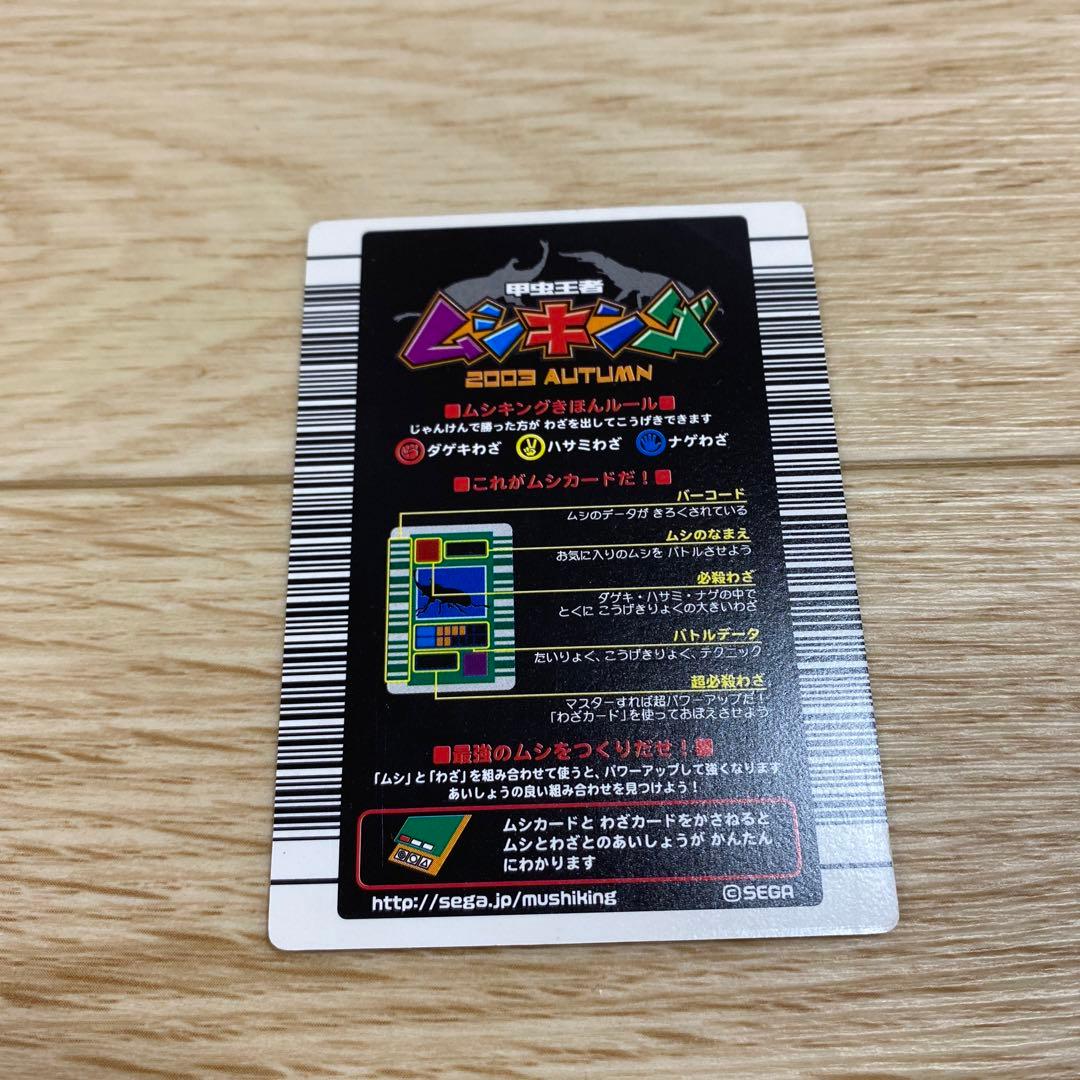 甲虫王者
ムシキング
2003 AUTUMN
ムシキングきほんルール
じゃんけんで勝った方が わざを出してこうげきできます
ダゲキわざ ハサミわざ ナゲわざ
これがムシカードだ！
バーコード
ムシのデータが きろくされている
ムシのなまえ
お気に入りのムシを バトルさせよう
必殺わざ
ダゲキ・ハサミ・ナゲの中で
とくに こうげきりょくの大きいわざ
バトルデータ
たいりょく、こうげきりょく、テクニック
超必殺わざ
マスターすれば超パワーアップだ！
「わざカード」を使っておぼえさせよう
最強のムシをつくりだせ！
「ムシ」と「わざ」を組み合わせて使うと、パワーアップして強くなります
あいしょうの良い組み合わせを見つけよう！
ムシカードと わざカードをかさねると
ムシとわざとのあいしょうが かんたん
にわかります
http://sega.jp/mushiking
©SEGA